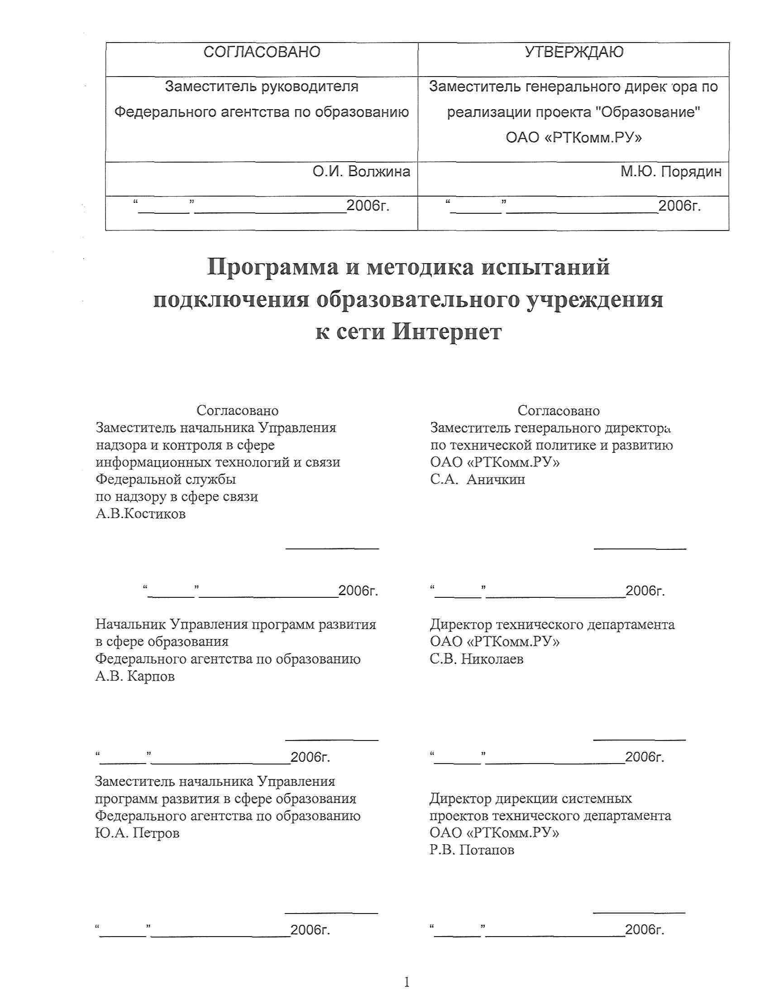 СОГЛАСОВАНО
Заместитель руководителя
Федерального агентства по образованию
О.И. Волжина
“______”__________________2006г.
УТВЕРЖДАЮ
Заместитель генерального директора по
реализации проекта "Образование"
ОАО «РТКомм.РУ»
М.Ю. Порядин
“______”__________________2006г.
Программа и методика испытаний
подключения образовательного учреждения
к сети Интернет
Согласовано
Заместитель начальника Управления
надзора и контроля в сфере
информационных технологий и связи
Федеральной службы
по надзору в сфере связи
А.В.Костиков
____________
“______”__________________2006г.
Согласовано
Заместитель генерального директора
по технической политике и развитию
ОАО «РТКомм.РУ»
С.А. Аничкин
____________
“______”__________________2006г.
Начальник Управления программ развития
в сфере образования
Федерального агентства по образованию
А.В. Карпов
____________
“______”__________________2006г.
Директор технического департамента
ОАО «РТКомм.РУ»
С.В. Николаев
____________
“______”__________________2006г.
Заместитель начальника Управления
программ развития в сфере образования
Федерального агентства по образованию
Ю.А. Петров
____________
“______”__________________2006г.
Директор дирекции системных
проектов технического департамента
ОАО «РТКомм.РУ»
Р.В. Потапов
____________
“______”__________________2006г.
1